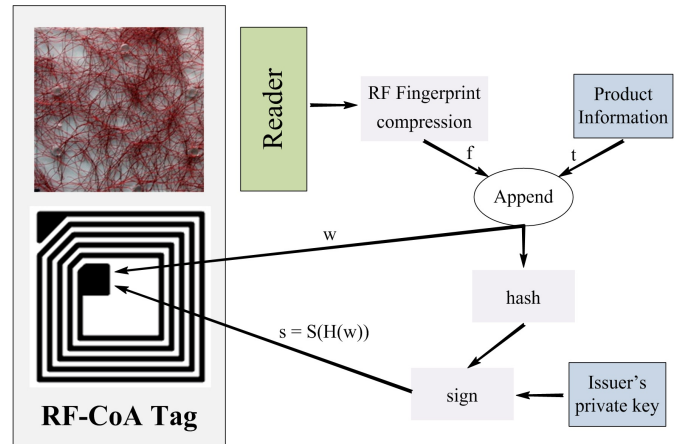 Reader
RF Fingerprint
compression
Product
Information
f
t
Append
w
hash
s = S(H(w))
sign
Issuer's
private key
RF-CoA Tag